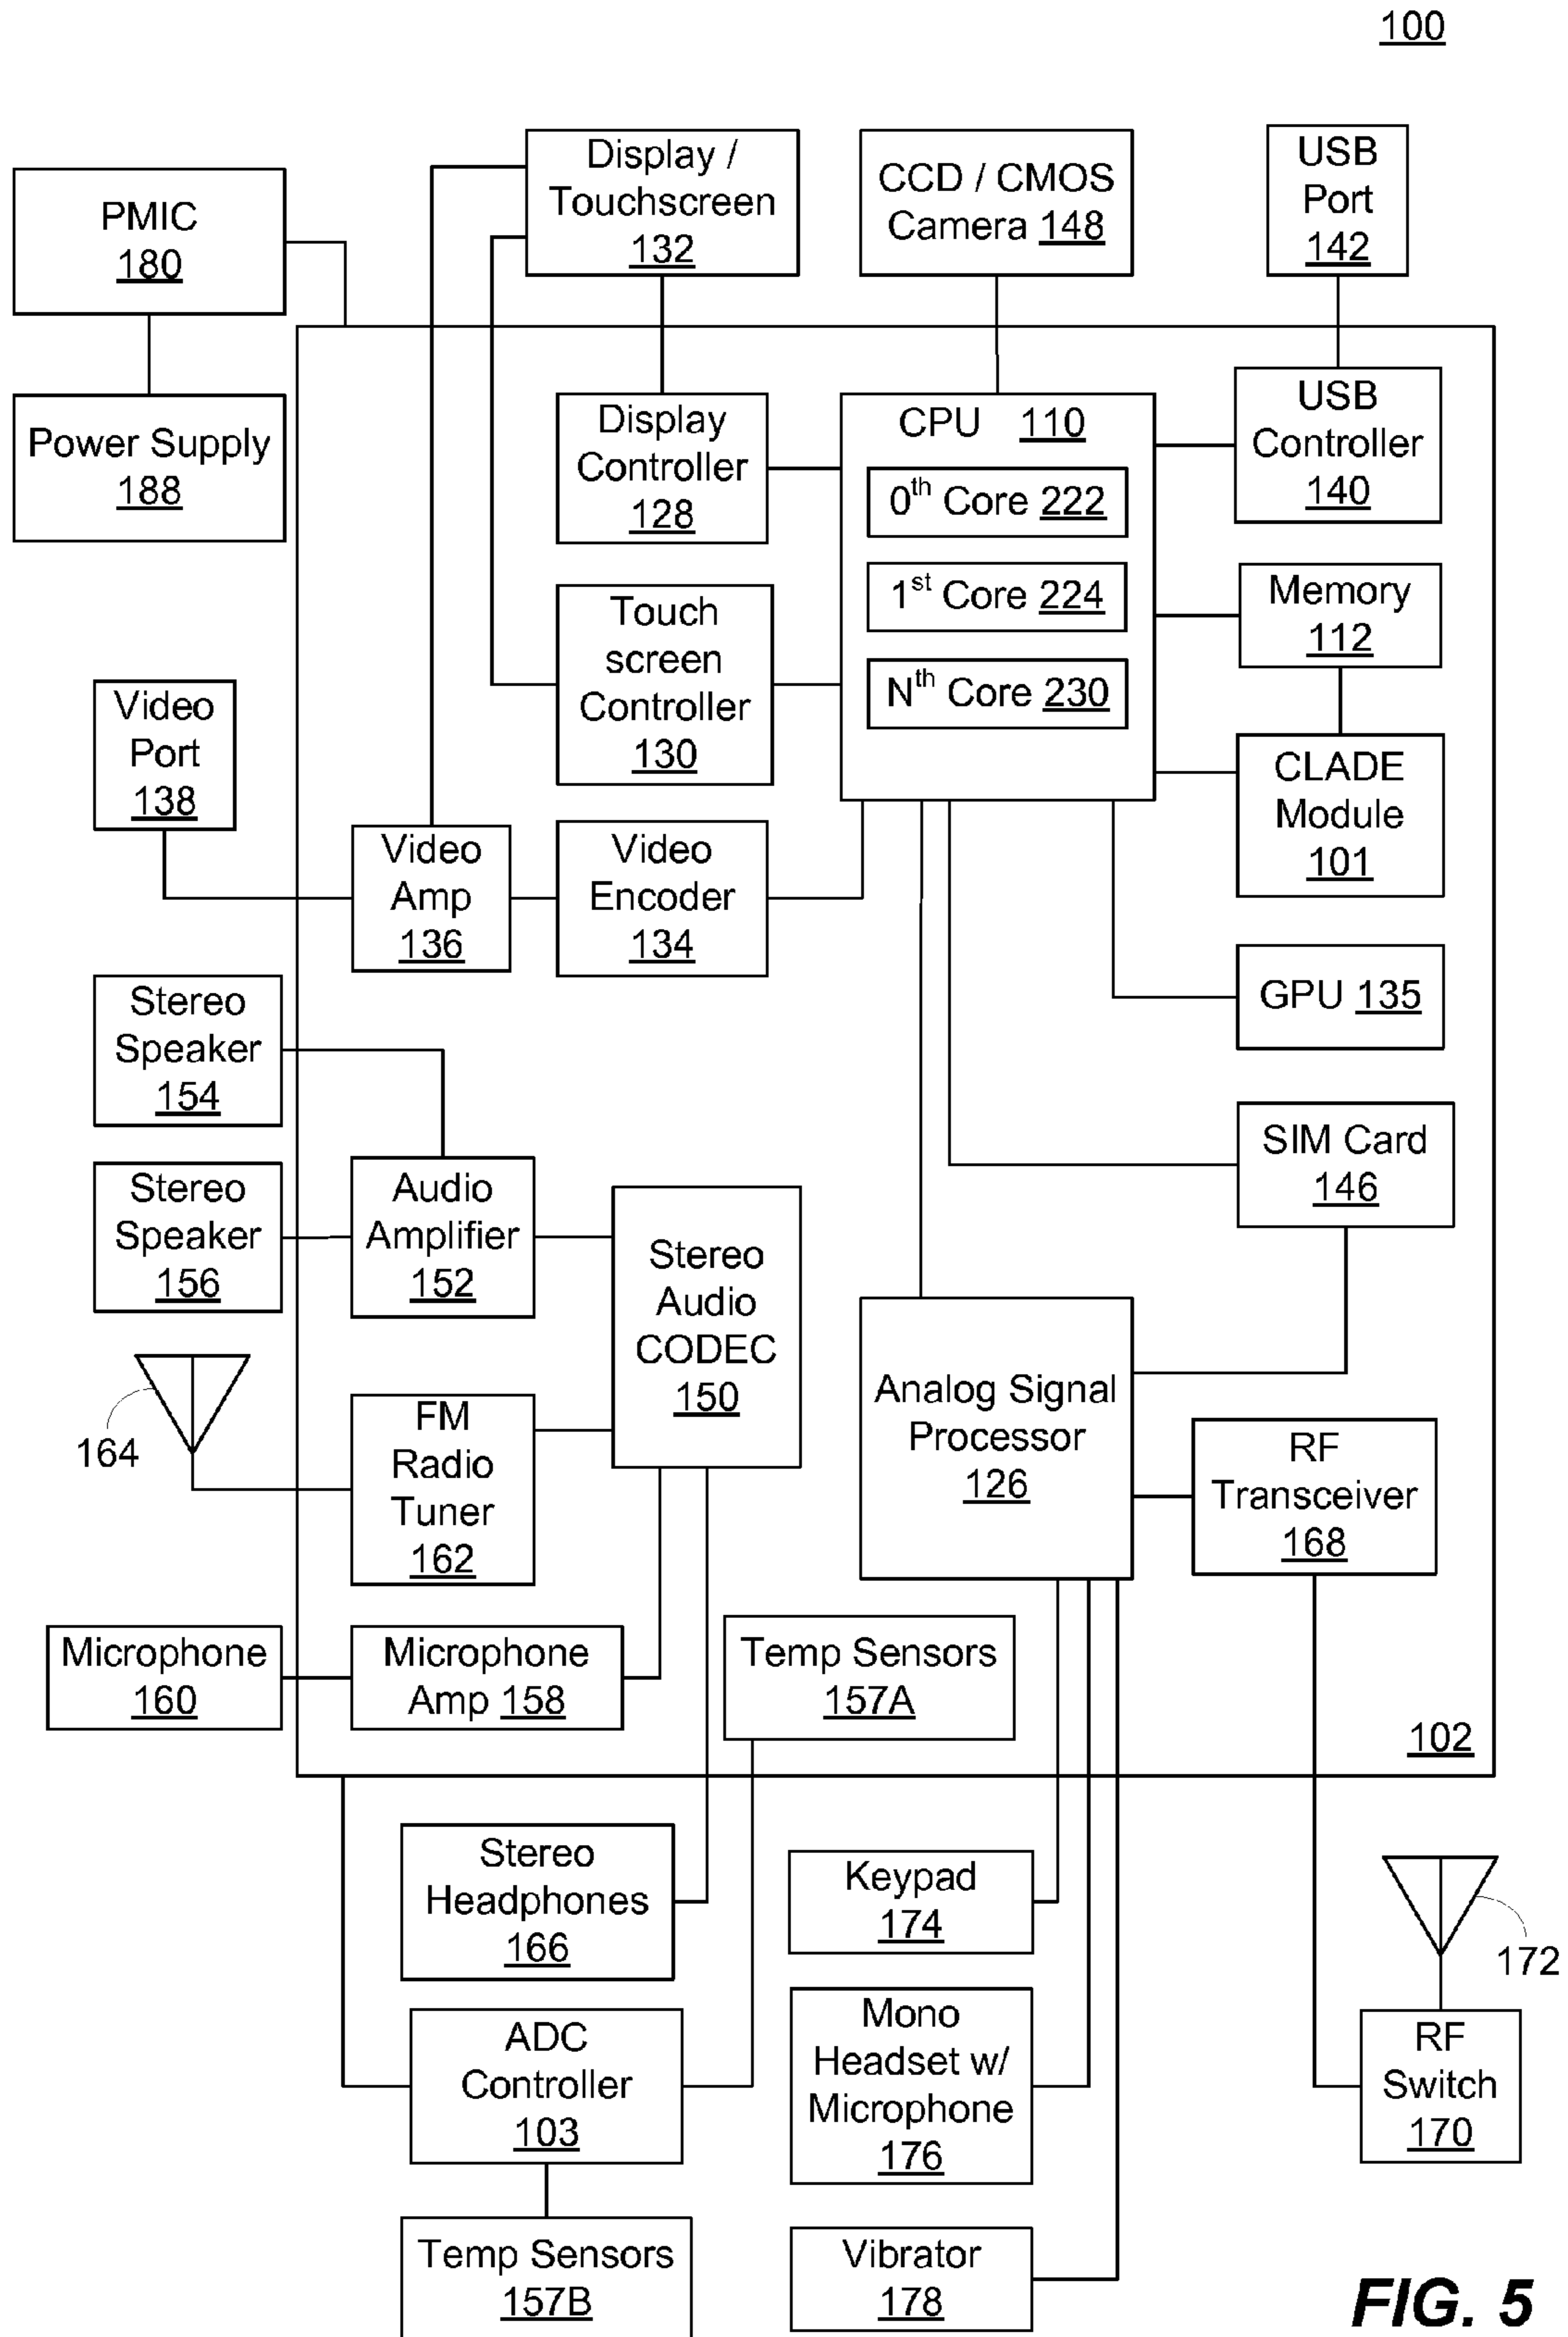 100
PMIC
180
Display /
Touchscreen
132
CCD / CMOS
Camera 148
USB
Port
142
Power Supply
188
Display
Controller
128
CPU 110
0th Core 222
1st Core 224
Nth Core 230
USB
Controller
140
Touch
screen
Controller
130
Memory
112
Video
Port
138
CLADE
Module
101
Video
Amp
136
Video
Encoder
134
GPU 135
Stereo
Speaker
154
SIM Card
146
Stereo
Speaker
156
Audio
Amplifier
152
Stereo
Audio
CODEC
150
164
FM
Radio
Tuner
162
Analog Signal
Processor
126
RF
Transceiver
168
Microphone
160
Microphone
Amp 158
Temp Sensors
157A
102
Stereo
Headphones
166
Keypad
174
172
ADC
Controller
103
Mono
Headset w/
Microphone
176
RF
Switch
170
Temp Sensors
157B
Vibrator
178
FIG. 5